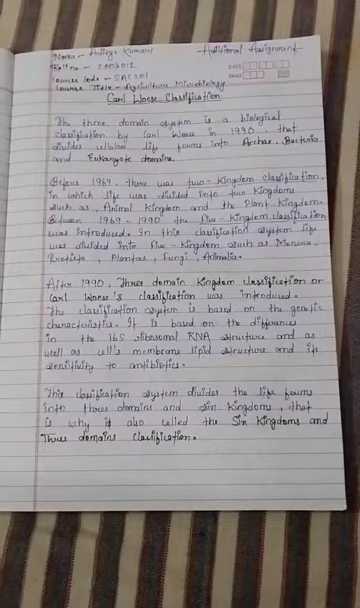 Name - Kumari Additional Assignment
Roll no. -
Course Code - SAC301
Course Title - Agriculture Microbiology
DATE
PAGE
Carl Woese Classification
The three domain system is a biological
classification by Carl Woese in 1990, that
divides cellular life forms into Archae, Bacteria
and Eukaryote domine.
Before 1969, there was two-Kingdom classification,
in which life was divided into two Kingdoms
such as, Animal Kingdom and the Plant Kingdom.
Between 1969-1990 the Five-Kingdom classification
was introduced. In this classification system life
was divided into Five-Kingdom such as Monera,
Protista, Plantae, Fungi, Animalia.
After 1990, Three domain Kingdom classification or
Carl Woese's classification was introduced.
The classification system is based on the genetic
characteristics. It is based on the difference
in the 16S ribosomal RNA structure and as
well as cell's membrane lipid structure and its
sensitivity to antibiotics.
This classification system divides the life forms
into three domains and six Kingdoms, that
is why it also called the Six Kingdoms and
Three domains classification.